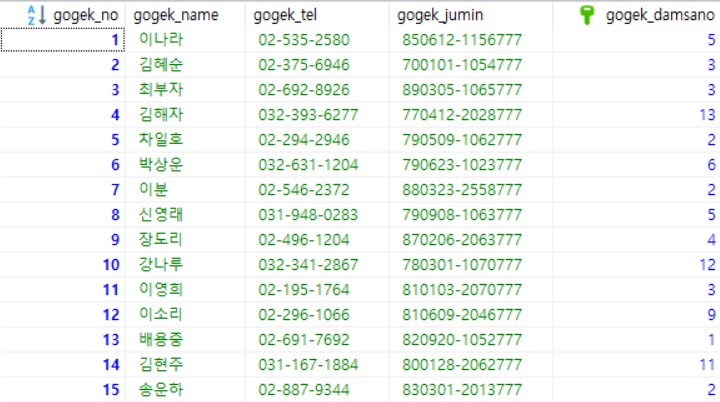 gogek_no gogek_name gogek_tel gogek_jumin gogek_damsano
1 이나라 02-535-2580 850612-1156777 5
2 김혜순 02-375-6946 700101-1054777 3
3 최부자 02-692-8926 890305-1065777 3
4 김해자 032-393-6277 770412-2028777 13
5 차일호 02-294-2946 790509-1062777 2
6 박상운 032-631-1204 790623-1023777 6
7 이분 02-546-2372 880323-2558777 2
8 신영래 031-948-0283 790908-1063777 5
9 장도리 02-496-1204 870206-2063777 4
10 강나루 032-341-2867 780301-1070777 12
11 이영희 02-195-1764 810103-2070777 3
12 이소리 02-296-1066 810609-2046777 9
13 배용중 02-691-7692 820920-1052777 1
14 김현주 031-167-1884 800128-2062777 11
15 송운하 02-887-9344 830301-2013777 2